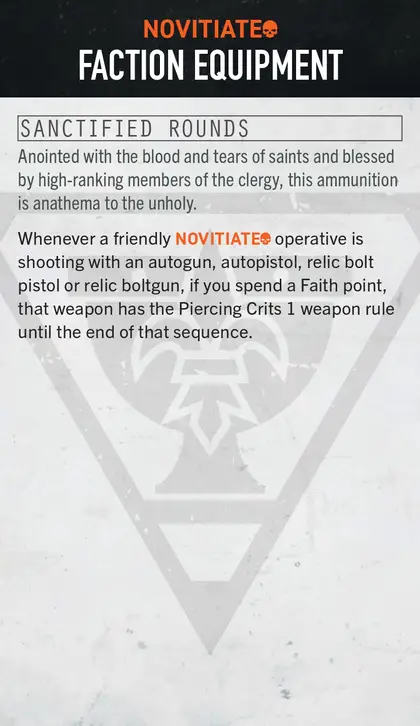 NOVITIATE
FACTION EQUIPMENT
SANCTIFIED ROUNDS
Anointed with the blood and tears of saints and blessed
by high-ranking members of the clergy, this ammunition
is anathema to the unholy.
Whenever a friendly NOVITIATE operative is
shooting with an autogun, autopistol, relic bolt
pistol or relic boltgun, if you spend a Faith point,
that weapon has the Piercing Crits 1 weapon rule
until the end of that sequence.